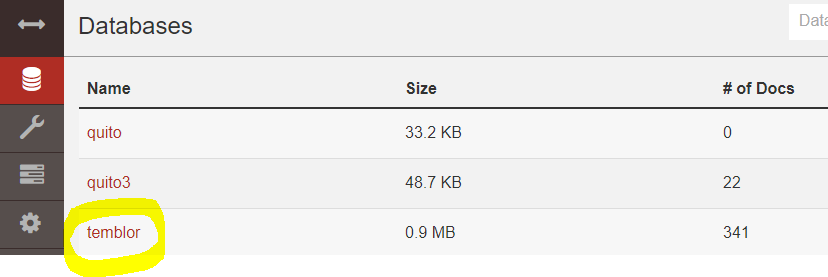 Databases
Data
Name Size # of Docs
quito 33.2 KB 0
quito3 48.7 KB 22
temblor 0.9 MB 341